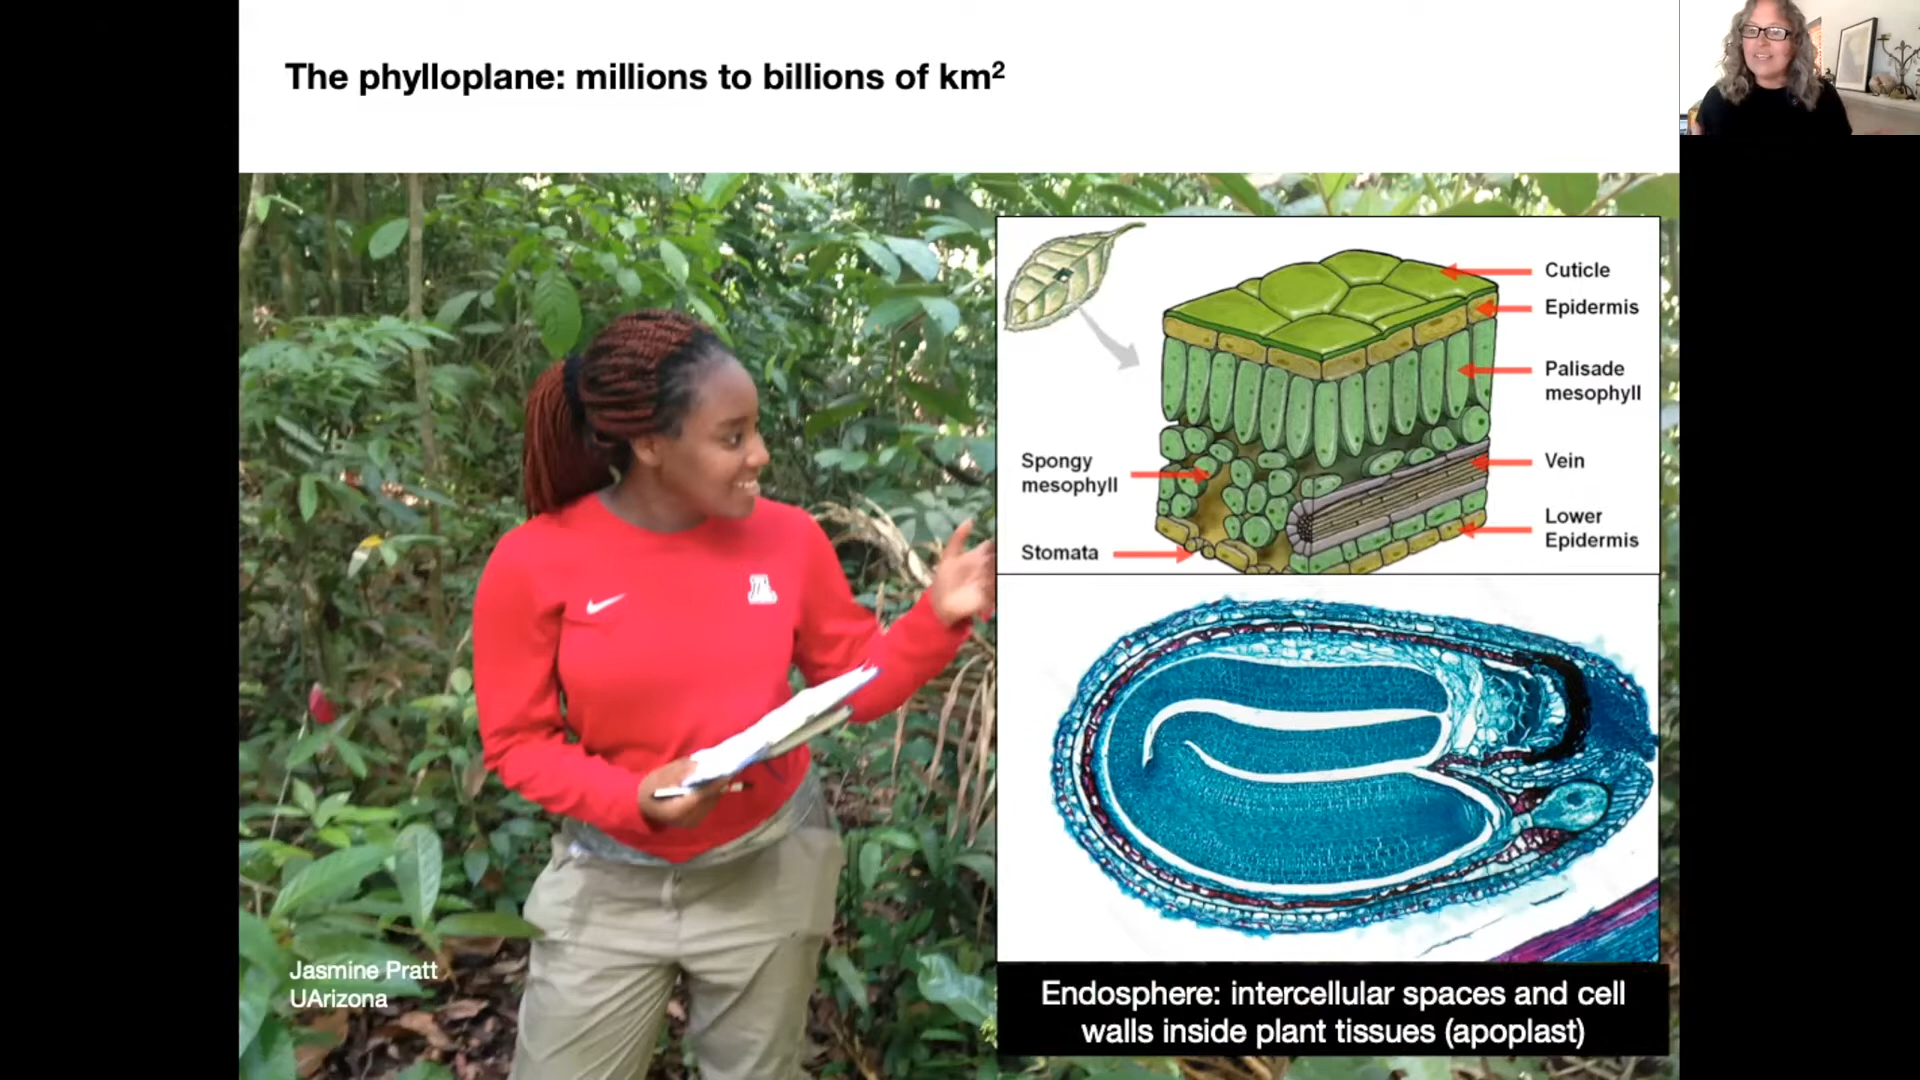 The phylloplane: millions to billions of km²
Cuticle
Epidermis
Palisade
mesophyll
Spongy
mesophyll
Vein
Lower
Epidermis
Stomata
Jasmine Pratt
UArizona
Endosphere: intercellular spaces and cell
walls inside plant tissues (apoplast)